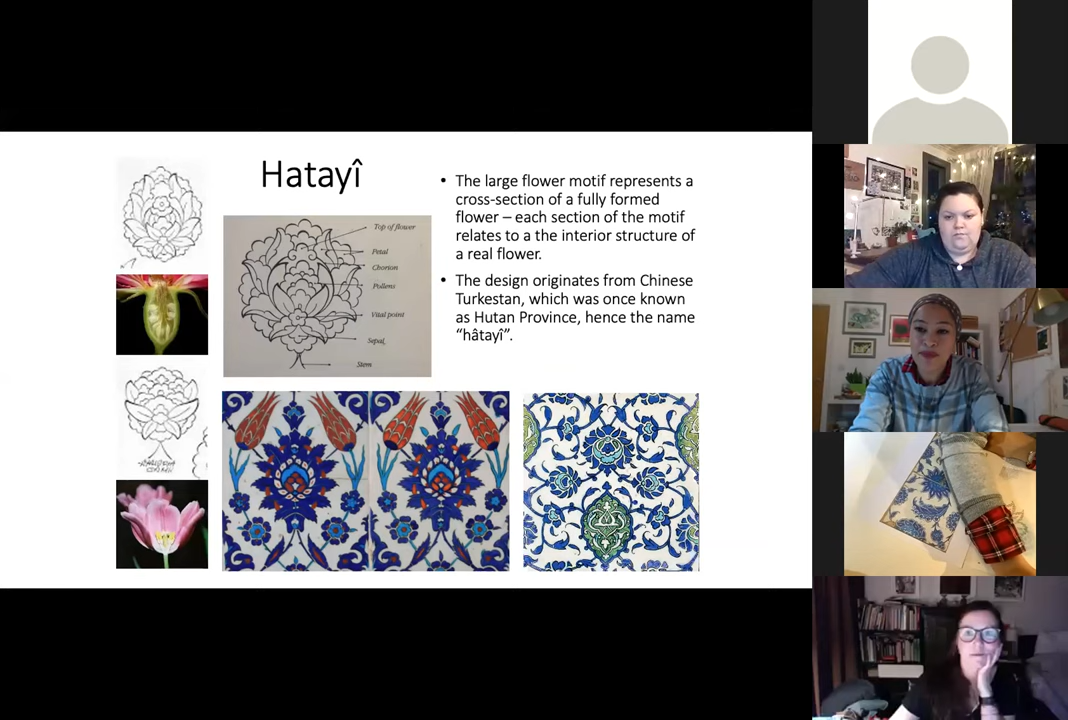 Hatayî
• The large flower motif represents a
cross-section of a fully formed
flower – each section of the motif
relates to a the interior structure of
a real flower.
• The design originates from Chinese
Turkestan, which was once known
as Hutan Province, hence the name
“hâtayî”.
Top of flower
Petal
Chorion
Pollens
Vital point
Sepal
Stem